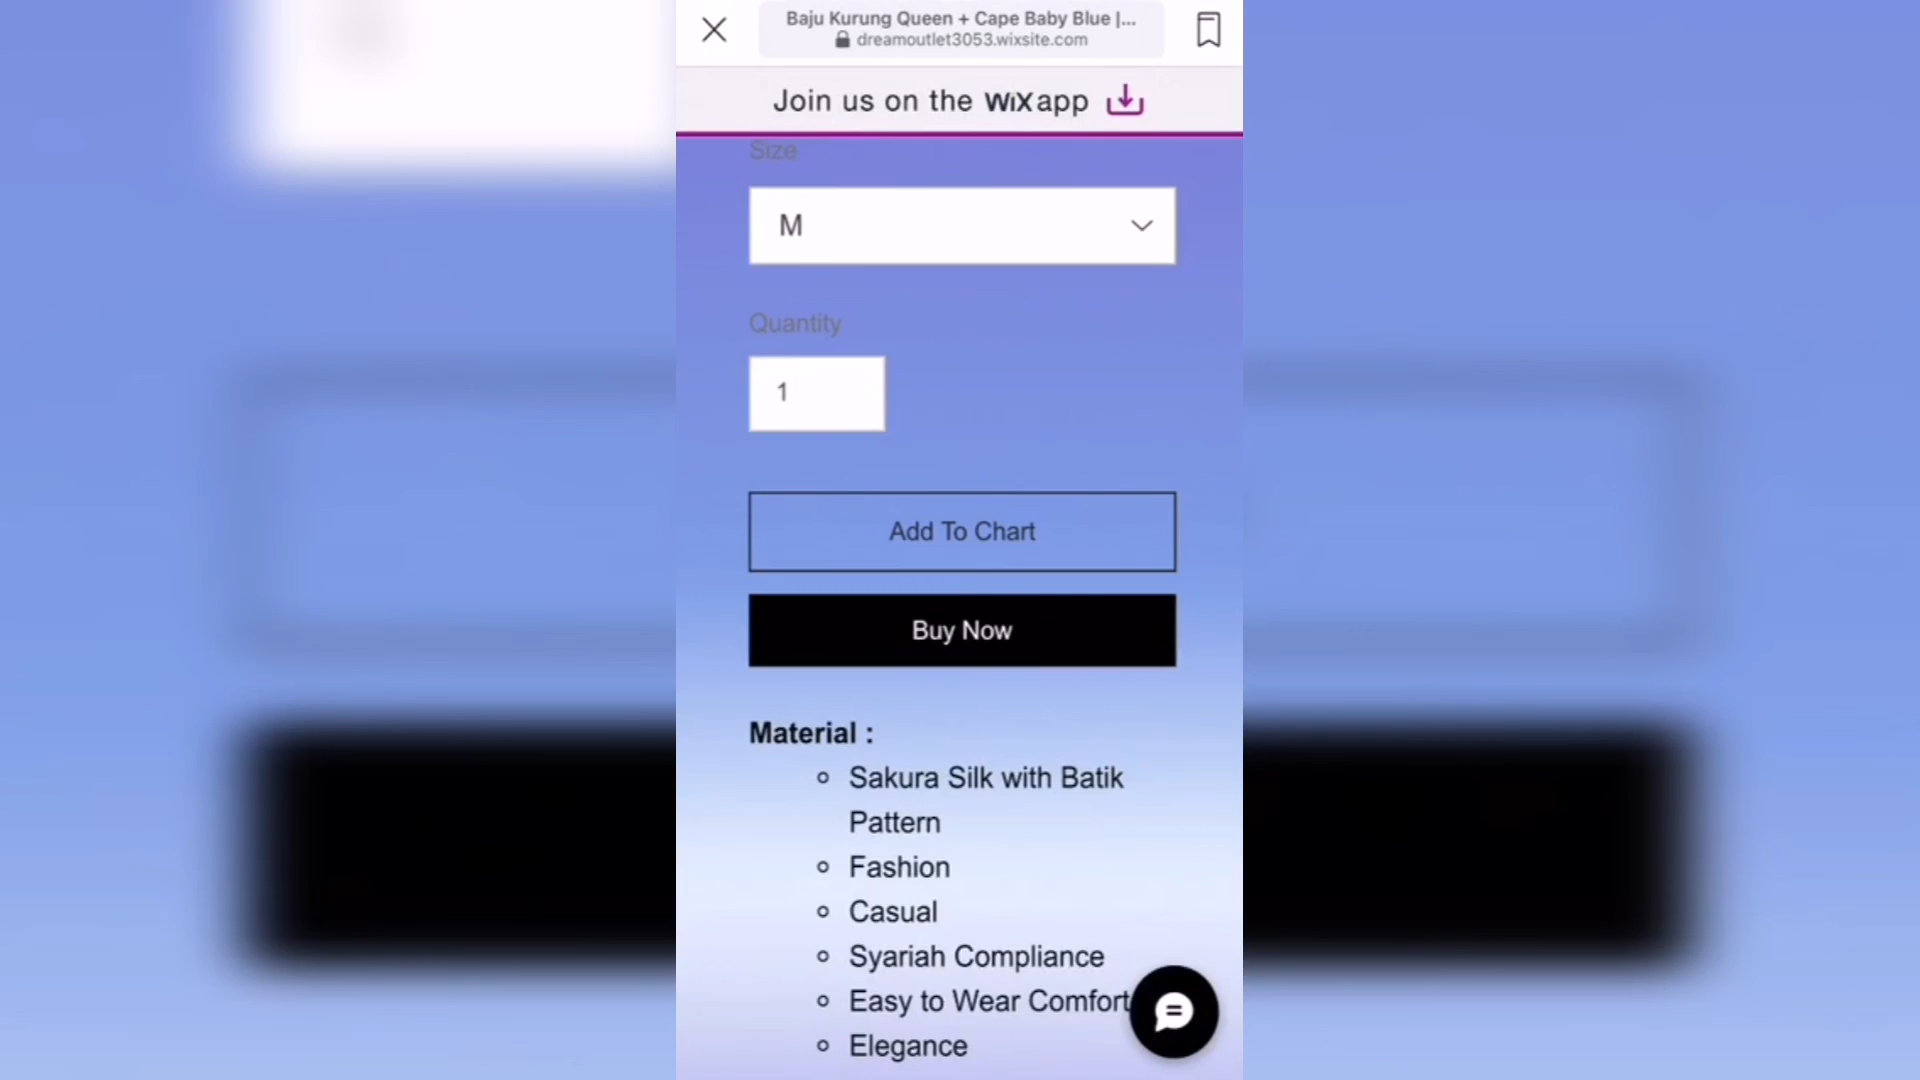 Baju Kurung Queen + Cape Baby Blue |...
dreamoutlet3053.wixsite.com
Join us on the WiX app
Size
M
Quantity
1
Add To Chart
Buy Now
Material :
Sakura Silk with Batik
Pattern
Fashion
Casual
Syariah Compliance
Easy to Wear Comfort
Elegance